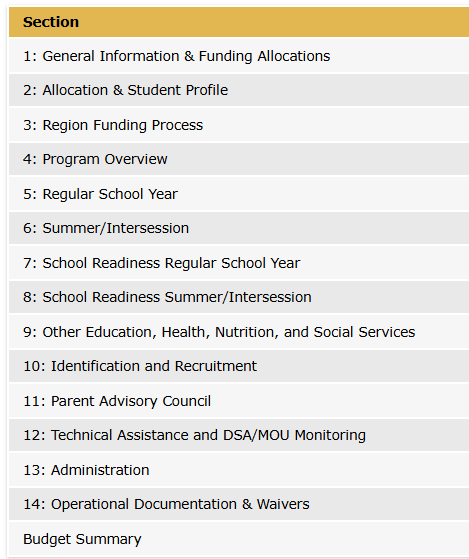 Section
1: General Information & Funding Allocations
2: Allocation & Student Profile
3: Region Funding Process
4: Program Overview
5: Regular School Year
6: Summer/Intersession
7: School Readiness Regular School Year
8: School Readiness Summer/Intersession
9: Other Education, Health, Nutrition, and Social Services
10: Identification and Recruitment
11: Parent Advisory Council
12: Technical Assistance and DSA/MOU Monitoring
13: Administration
14: Operational Documentation & Waivers
Budget Summary